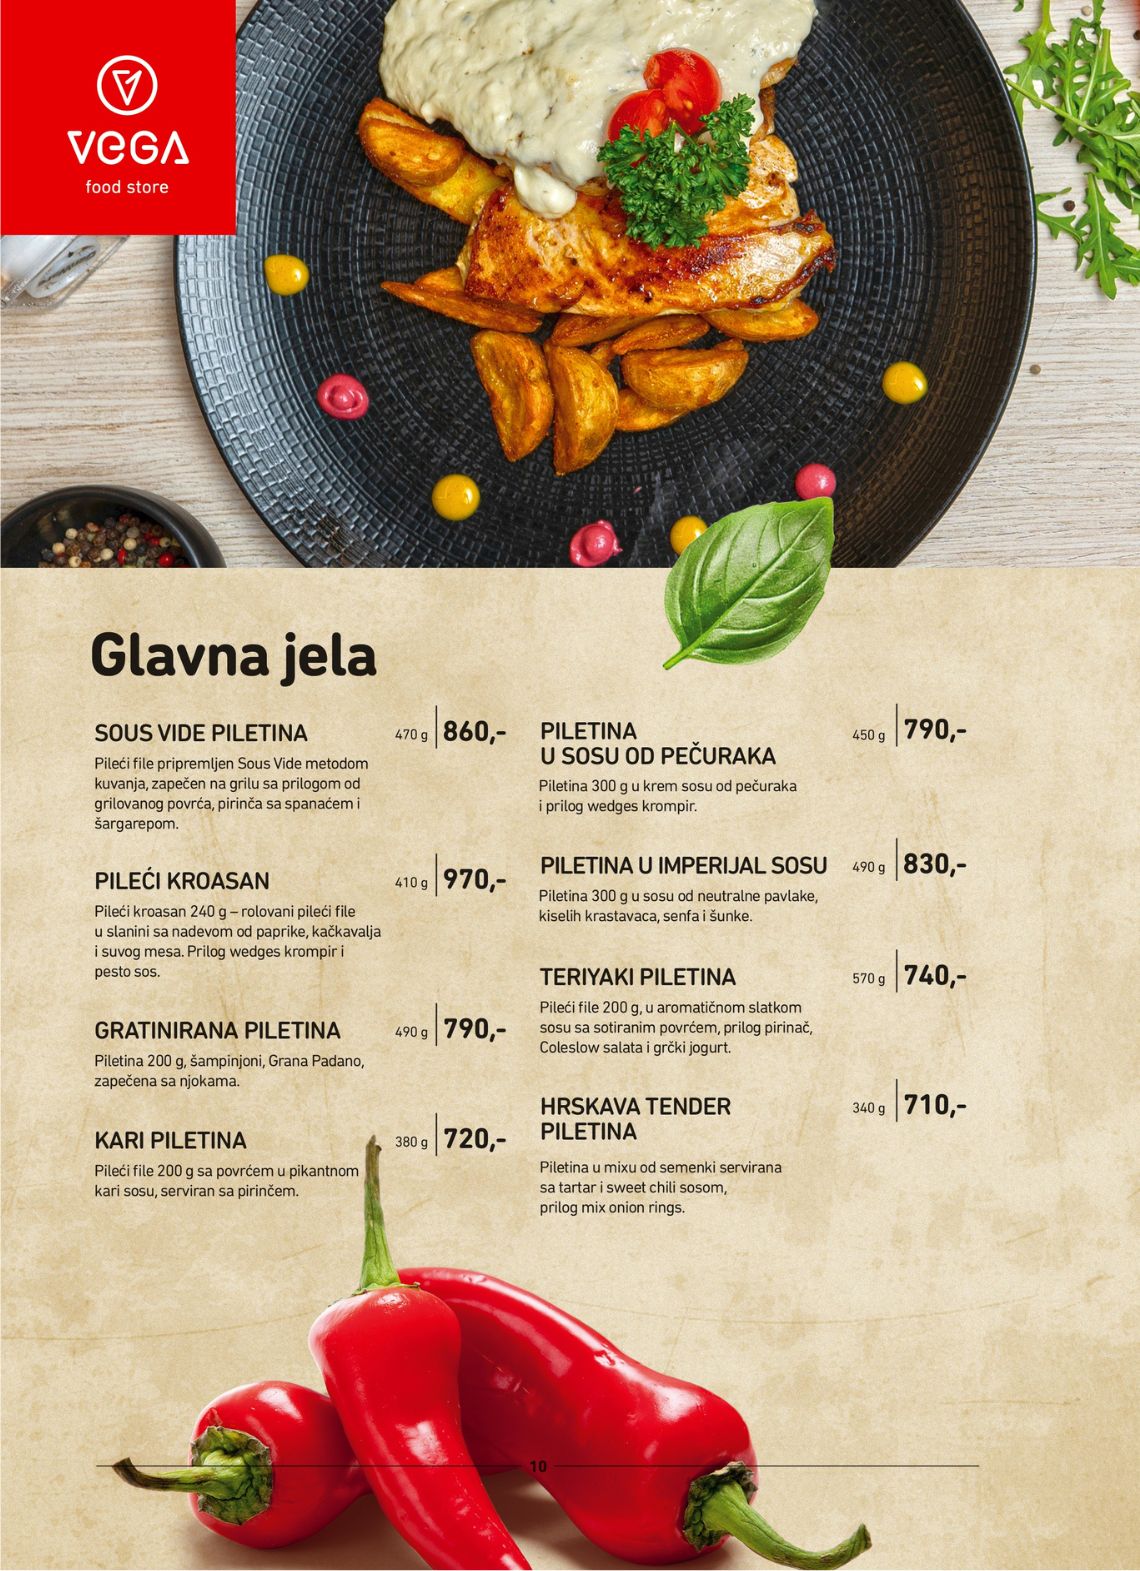 VEGA
food store
Glavna jela
SOUS VIDE PILETINA 470 g 860,-
Pileći file pripremljen Sous Vide metodom
kuvanja, zapečen na grilu sa prilogom od
grilovanog povrća, pirinča sa spanaćem i
šargarepom.
PILEĆI KROASAN 410 g 970,-
Pileći kroasan 240 g – rolovani pileći file
u slanini sa nadevom od paprike, kačkavalja
i suvog mesa. Prilog wedges krompir i
pesto sos.
GRATINIRANA PILETINA 490 g 790,-
Piletina 200 g, šampinjoni, Grana Padano,
zapečena sa njokama.
KARI PILETINA 380 g 720,-
Pileći file 200 g sa povrćem u pikantnom
kari sosu, serviran sa pirinčem.
PILETINA
U SOSU OD PEČURAKA 450 g 790,-
Piletina 300 g u krem sosu od pečuraka
i prilog wedges krompir.
PILETINA U IMPERIJAL SOSU 490 g 830,-
Piletina 300 g u sosu od neutralne pavlake,
kiselih krastavaca, senfa i šunke.
TERIYAKI PILETINA 570 g 740,-
Pileći file 200 g, u aromatičnom slatkom
sosu sa sotiranim povrćem, prilog pirinač,
Coleslow salata i grčki jogurt.
HRSKAVA TENDER 340 g 710,-
PILETINA
Piletina u mixu od semenki servirana
sa tartar i sweet chili sosom,
prilog mix onion rings.
10